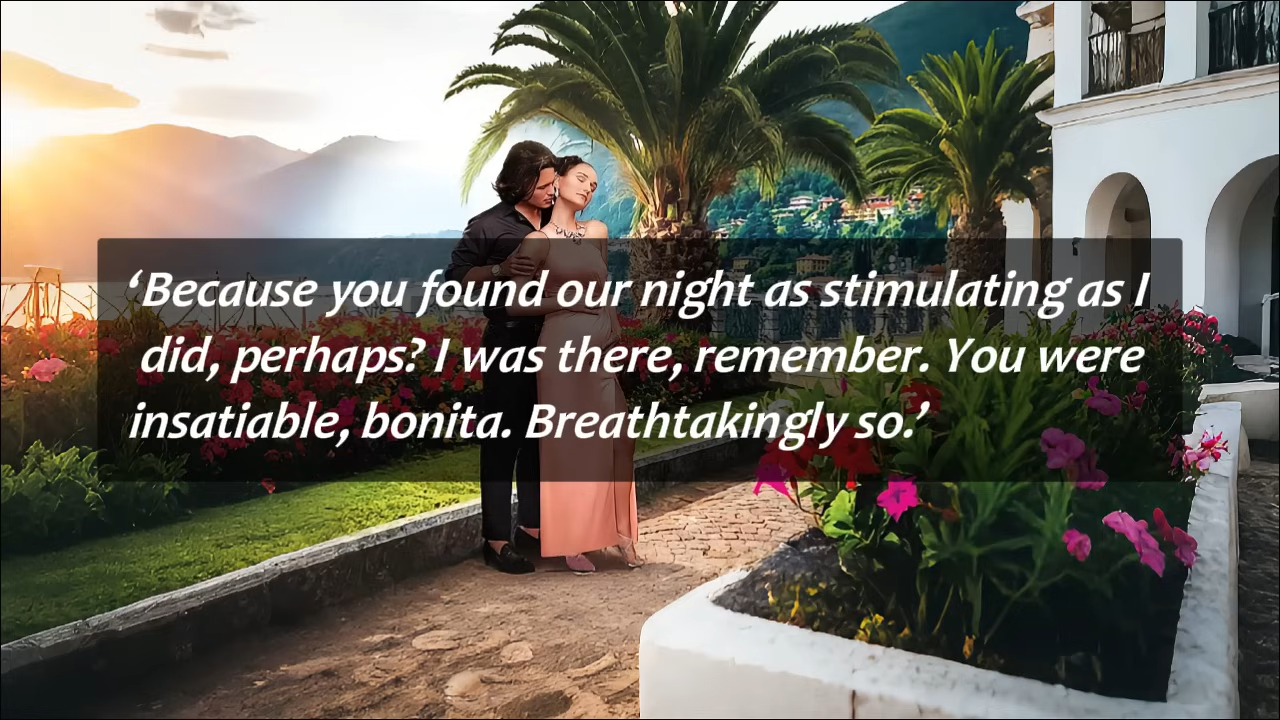 ‘Because you found our night as stimulating as I
did, perhaps? I was there, remember. You were
insatiable, bonita. Breathtakingly so.’